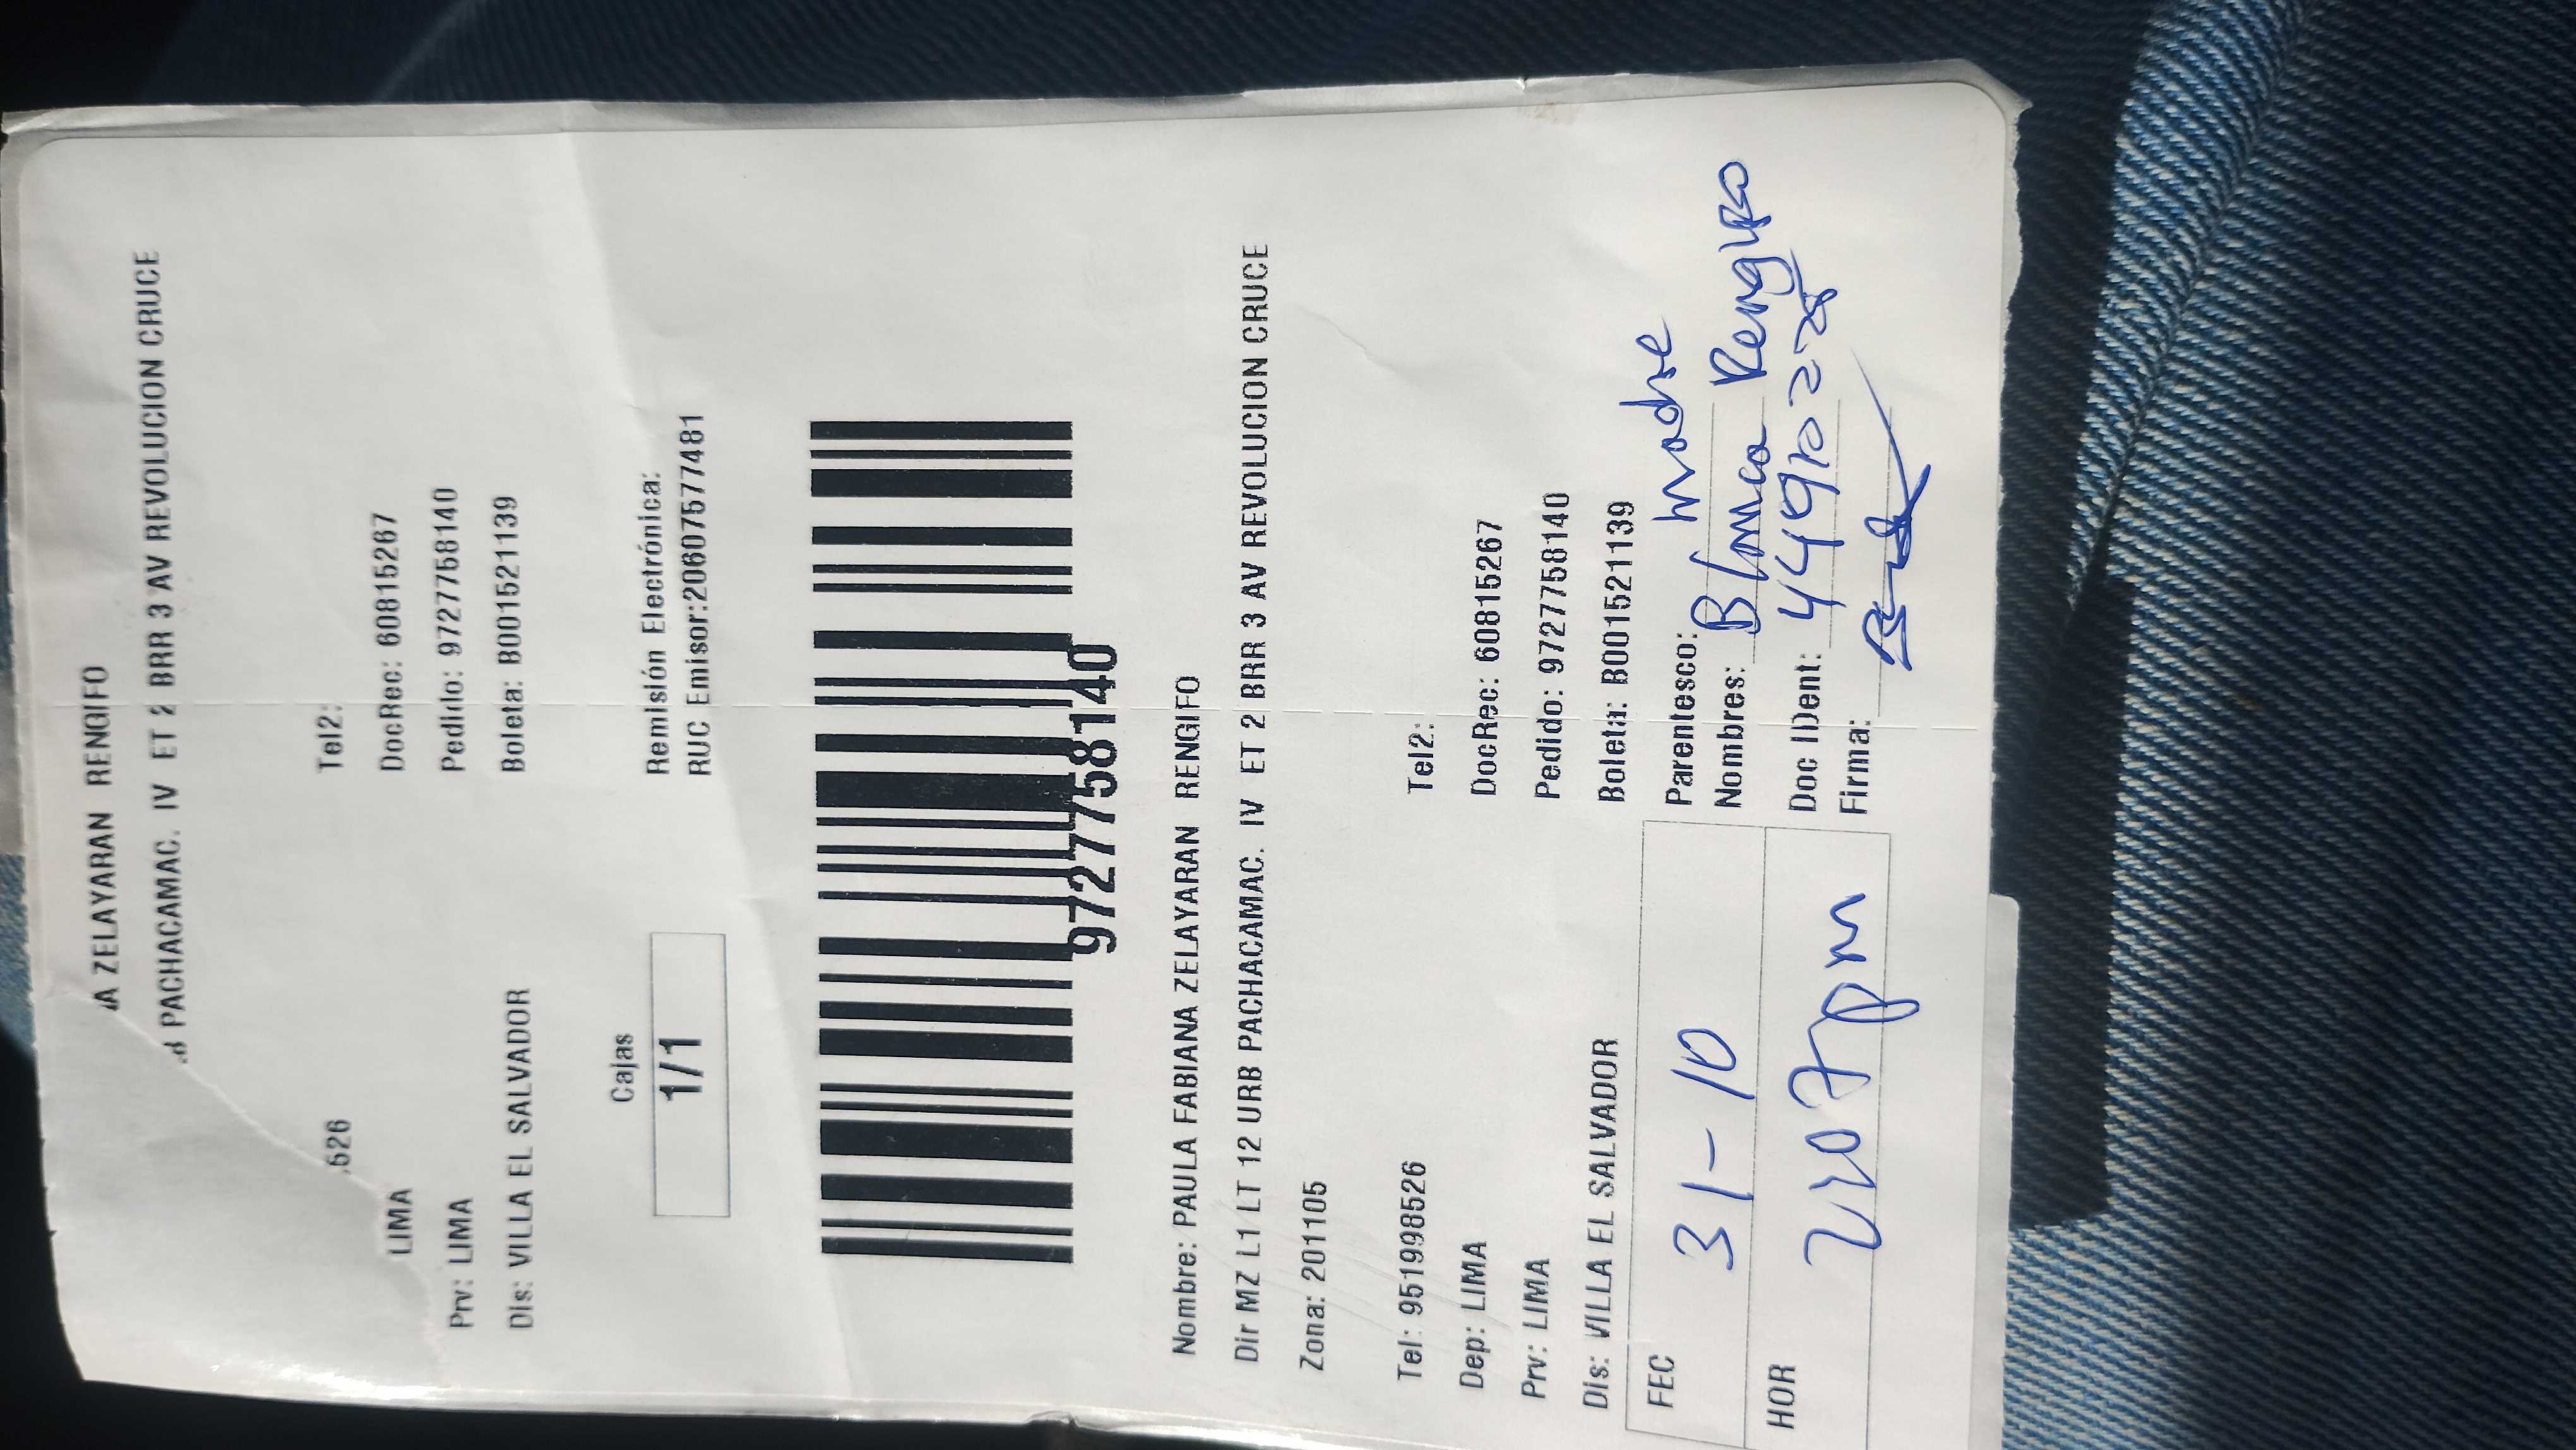 A ZELAYARAN RENGIFO
B PACHACAMAC. IV ET 2 BRR 3 AV REVOLUCION CRUCE
526 Tel2:
LIMA DocRec: 60815267
Prv: LIMA Pedido: 9727758140
Dis: VILLA EL SALVADOR Boleta: B001521139
Cajas Remisión Electrónica:
1/1 RUC Emisor:20607577481
9727758140
Nombre: PAULA FABIANA ZELAYARAN RENGIFO
Dir MZ L1 LT 12 URB PACHACAMAC. IV ET 2 BRR 3 AV REVOLUCION CRUCE
Zona: 201105
Tel: 951998526 Tel2:
Dep: LIMA DocRec: 60815267
Prv: LIMA Pedido: 9727758140
Dis: VILLA EL SALVADOR Boleta: B001521139
FEC 31-10 Parentesco: Madre
Nombres: Blanca Rengifo
HOR 207pm Doc IDent:
Firma: